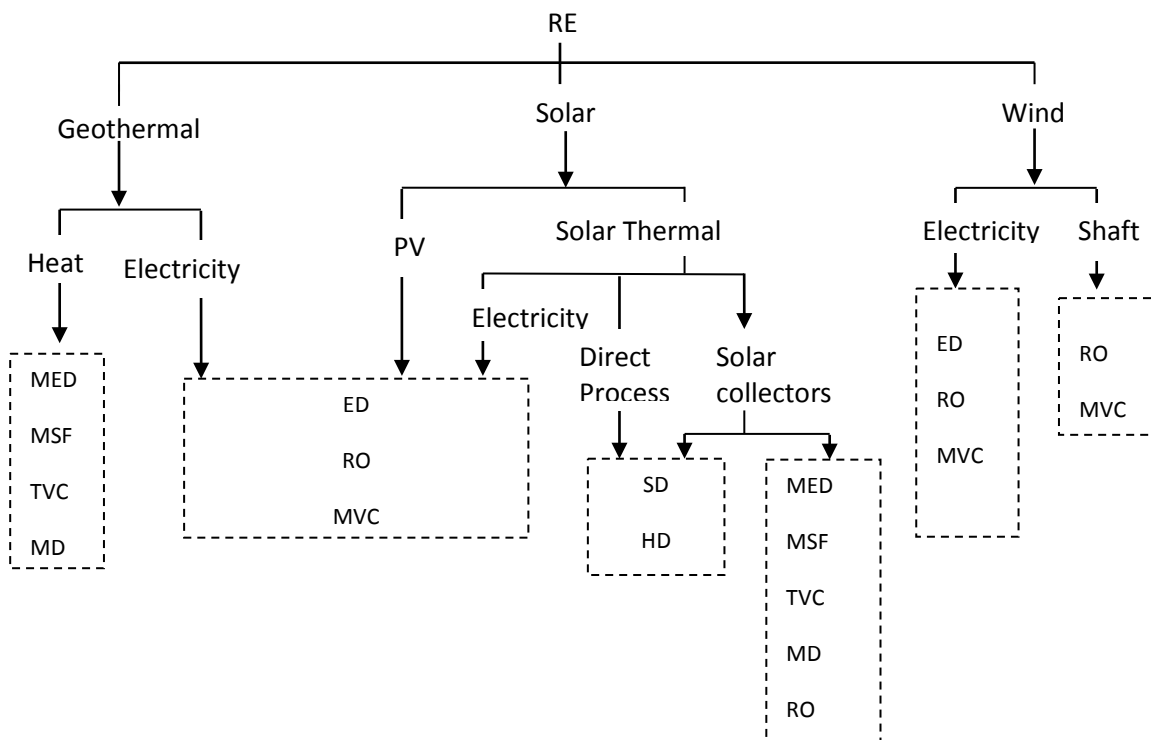 RE
Geothermal
Solar
Wind
Heat
Electricity
PV
Solar Thermal
Electricity
Shaft
Electricity
Direct
Process
Solar
collectors
MED
MSF
TVC
MD
ED
RO
MVC
SD
HD
MED
MSF
TVC
MD
RO
ED
RO
MVC
RO
MVC